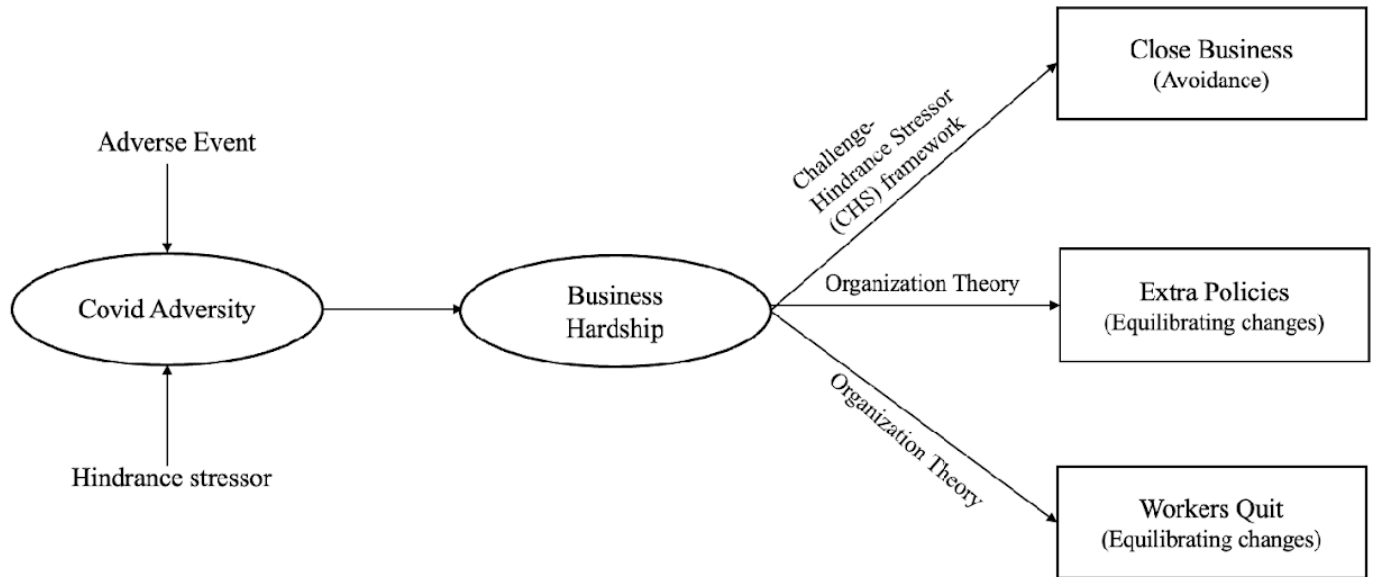 Adverse Event
Covid Adversity
Hindrance stressor
Business
Hardship
Challenge-
Hindrance Stressor
(CHS) framework
Organization Theory
Organization Theory
Close Business
(Avoidance)
Extra Policies
(Equilibrating changes)
Workers Quit
(Equilibrating changes)